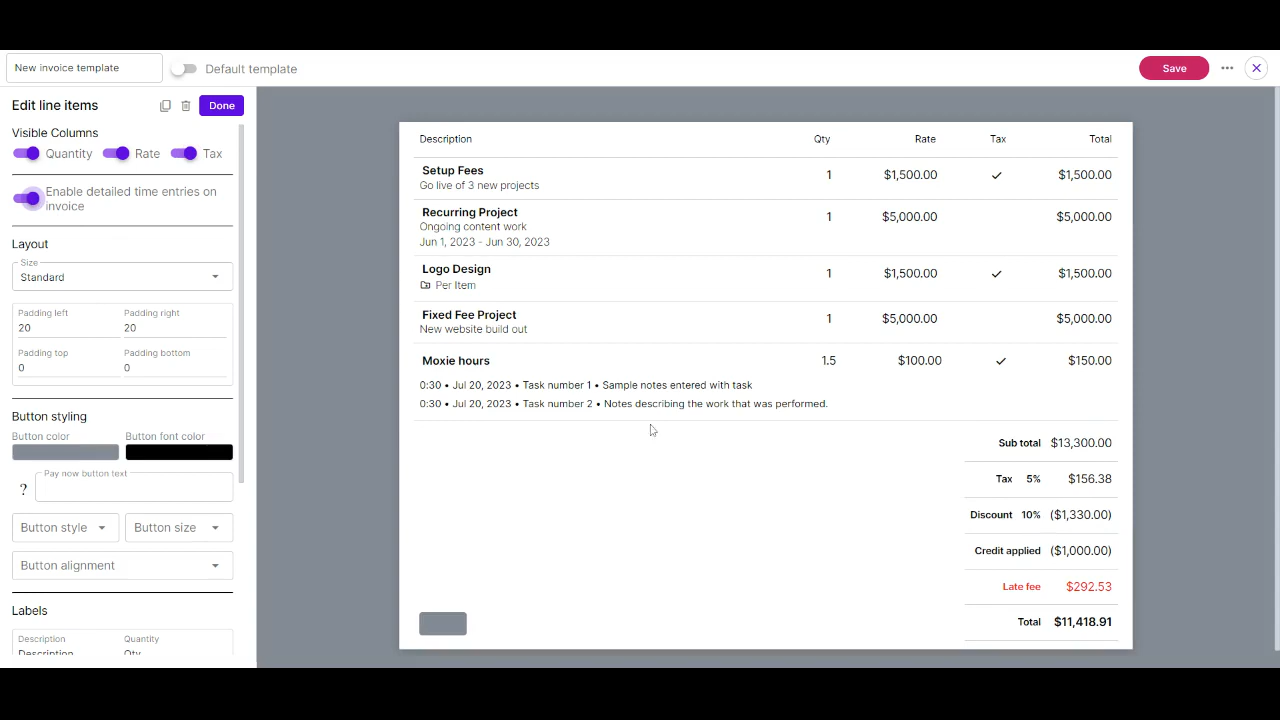 New invoice template
Default template
Save
Edit line items
Done
Visible Columns
Quantity
Rate
Tax
Enable detailed time entries on
invoice
Layout
Size
Standard
Padding left
Padding right
20
20
Padding top
Padding bottom
0
0
Button styling
Button color
Button font color
?
Pay now button text
Button style
Button size
Button alignment
Labels
Description
Quantity
Description
Qty
Description Qty Rate Tax Total
Setup Fees 1 $1,500.00 ✓ $1,500.00
Go live of 3 new projects
Recurring Project 1 $5,000.00 $5,000.00
Ongoing content work
Jun 1, 2023 - Jun 30, 2023
Logo Design 1 $1,500.00 ✓ $1,500.00
Per Item
Fixed Fee Project 1 $5,000.00 $5,000.00
New website build out
Moxie hours 1.5 $100.00 ✓ $150.00
0:30 • Jul 20, 2023 • Task number 1 • Sample notes entered with task
0:30 • Jul 20, 2023 • Task number 2 • Notes describing the work that was performed.
Sub total $13,300.00
Tax 5% $156.38
Discount 10% ($1,330.00)
Credit applied ($1,000.00)
Late fee $292.53
Total $11,418.91